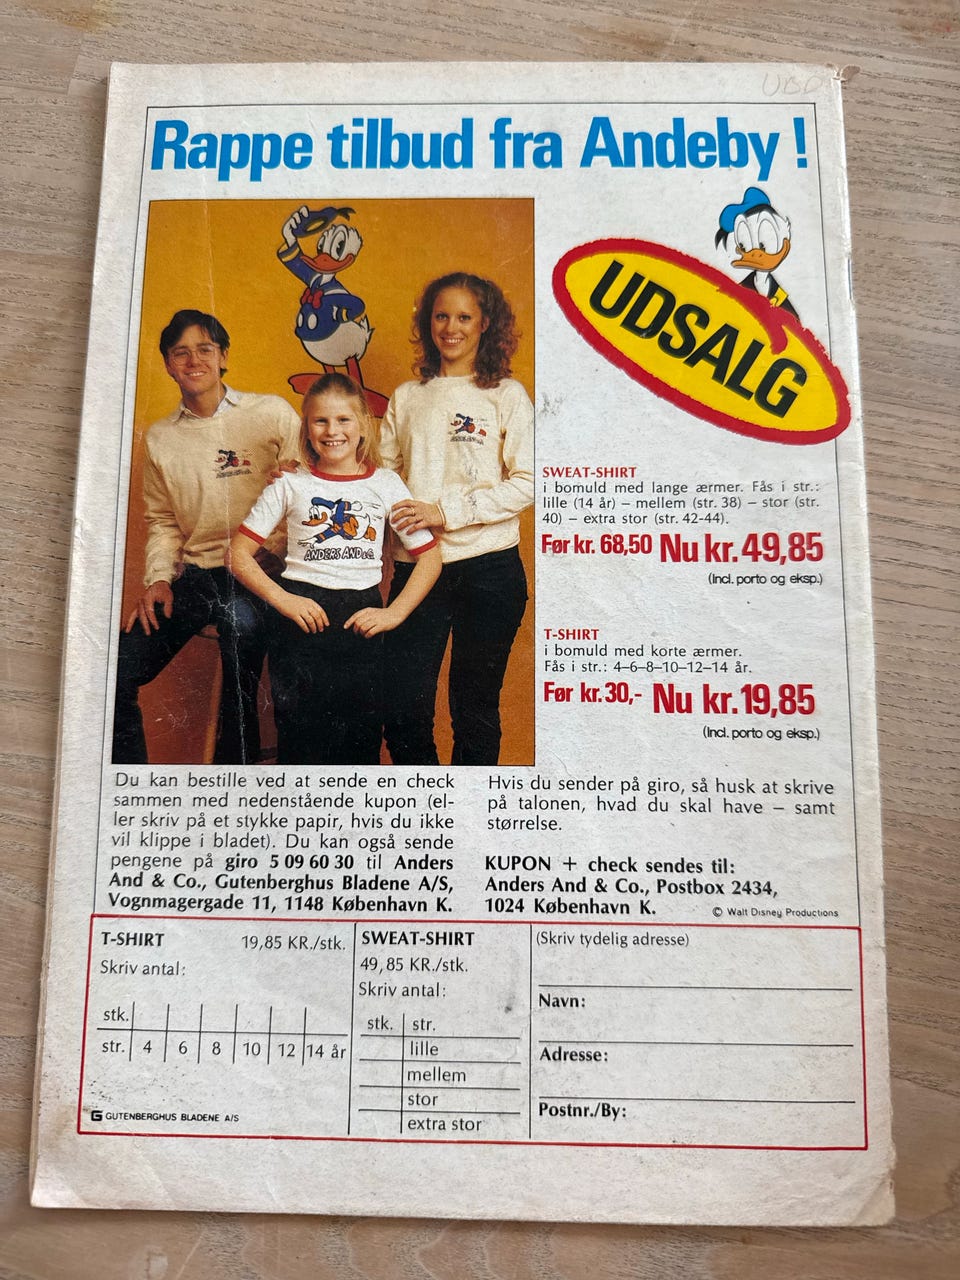 UBD
Rappe tilbud fra Andeby !
UDSALG
ANDERS AND & Co.
SWEAT-SHIRT
i bomuld med lange ærmer. Fås i str.:
lille (14 år) – mellem (str. 38) – stor (str.
40) – extra stor (str. 42-44).
Før kr. 68,50 Nu kr. 49,85
(Incl. porto og eksp.)
T-SHIRT
i bomuld med korte ærmer.
Fås i str.: 4–6–8–10–12–14 år.
Før kr. 30,- Nu kr. 19,85
(Incl. porto og eksp.)
Du kan bestille ved at sende en check
sammen med nedenstående kupon (el-
ler skriv på et stykke papir, hvis du ikke
vil klippe i bladet). Du kan også sende
pengene på giro 5 09 60 30 til Anders
And & Co., Gutenberghus Bladene A/S,
Vognmagergade 11, 1148 København K.
Hvis du sender på giro, så husk at skrive
på talonen, hvad du skal have – samt
størrelse.
KUPON + check sendes til:
Anders And & Co., Postbox 2434,
1024 København K.
© Walt Disney Productions
T-SHIRT 19,85 KR./stk.
Skriv antal:
stk.
str. 4 6 8 10 12 14 år
G GUTENBERGHUS BLADENE A/S
SWEAT-SHIRT
49,85 KR./stk.
Skriv antal:
stk. str.
lille
mellem
stor
extra stor
(Skriv tydelig adresse)
Navn:
Adresse:
Postnr./By: